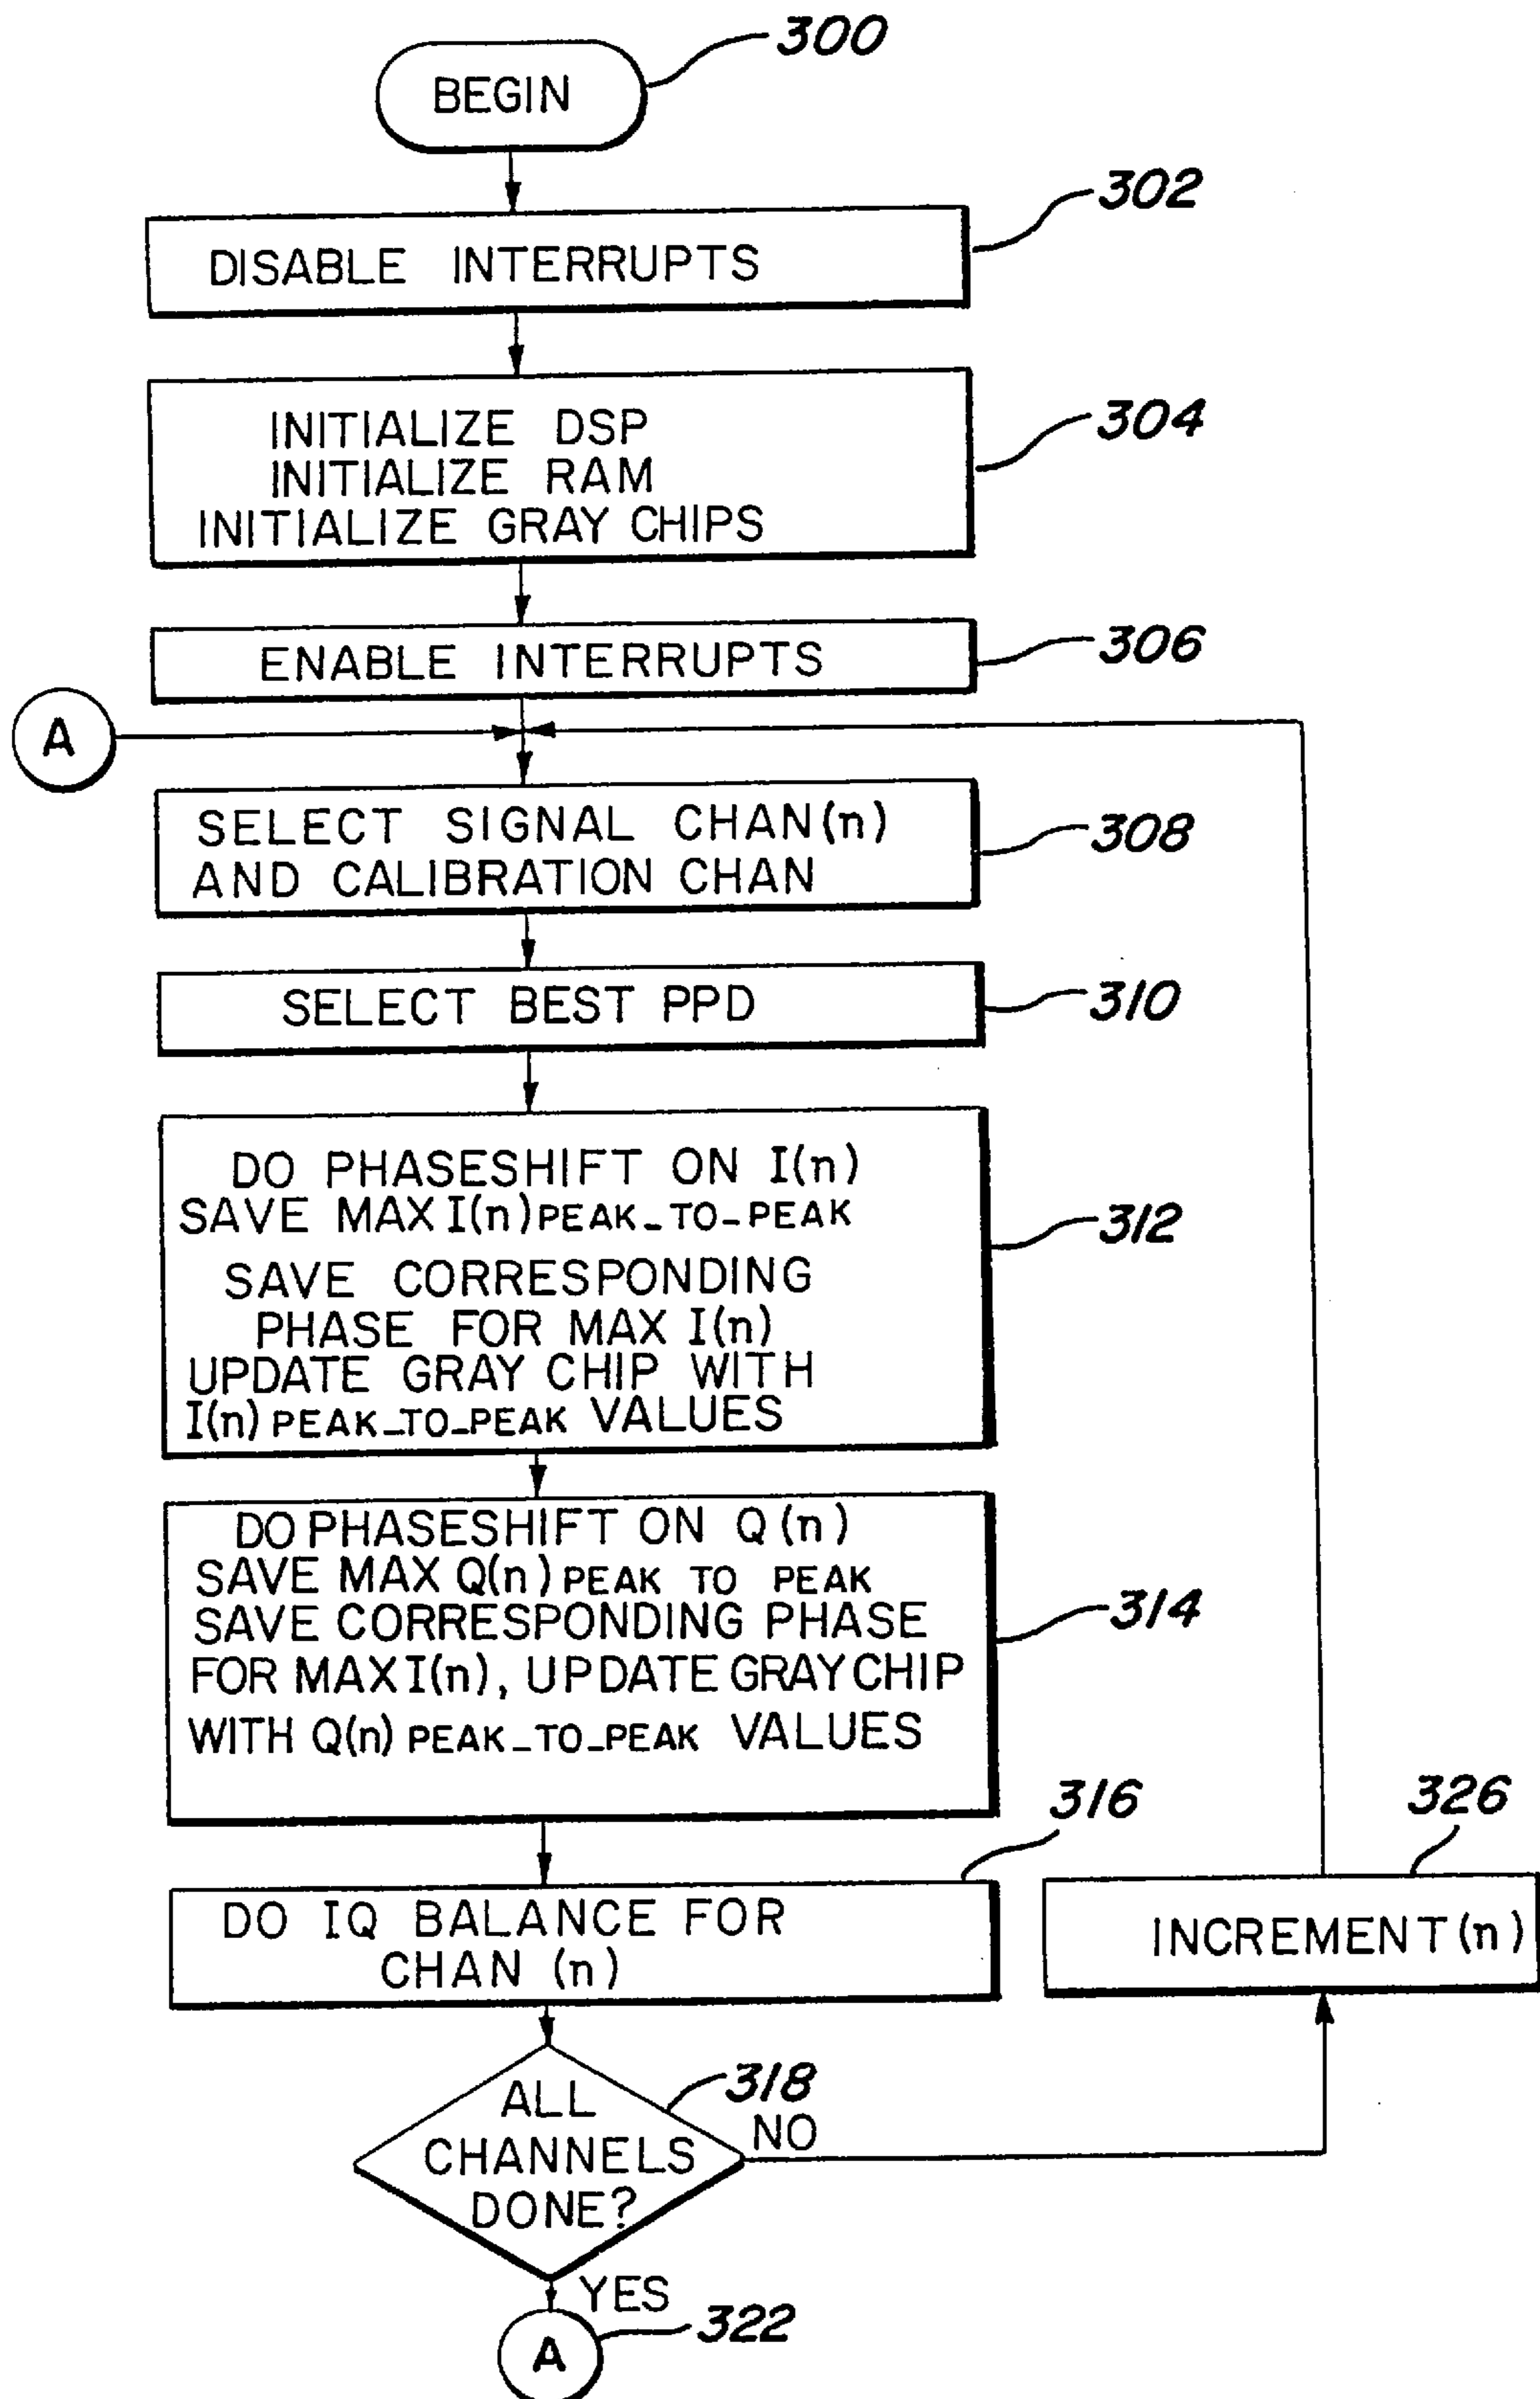 300
BEGIN
302
DISABLE INTERRUPTS
304
INITIALIZE DSP
INITIALIZE RAM
INITIALIZE GRAY CHIPS
306
ENABLE INTERRUPTS
A
308
SELECT SIGNAL CHAN(n)
AND CALIBRATION CHAN
310
SELECT BEST PPD
312
DO PHASESHIFT ON I(n)
SAVE MAX I(n) PEAK_TO_PEAK
SAVE CORRESPONDING
PHASE FOR MAX I(n)
UPDATE GRAY CHIP WITH
I(n) PEAK_TO_PEAK VALUES
314
DO PHASESHIFT ON Q(n)
SAVE MAX Q(n) PEAK TO PEAK
SAVE CORRESPONDING PHASE
FOR MAX I(n), UPDATE GRAY CHIP
WITH Q(n) PEAK_TO_PEAK VALUES
316
DO IQ BALANCE FOR
CHAN (n)
326
INCREMENT(n)
318
ALL
CHANNELS
DONE?
NO
YES
322
A